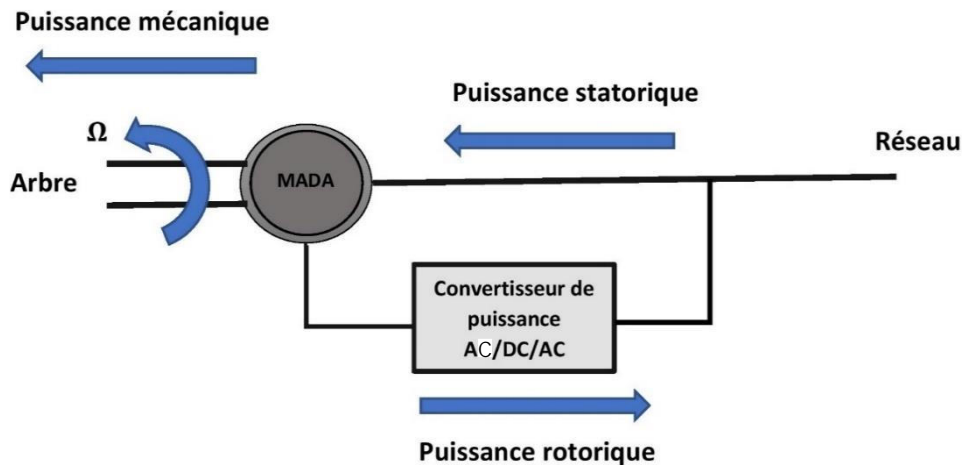 Puissance mécanique
Puissance statorique
Réseau
Ω
Arbre
MADA
Convertisseur de
puissance
AC/DC/AC
Puissance rotorique